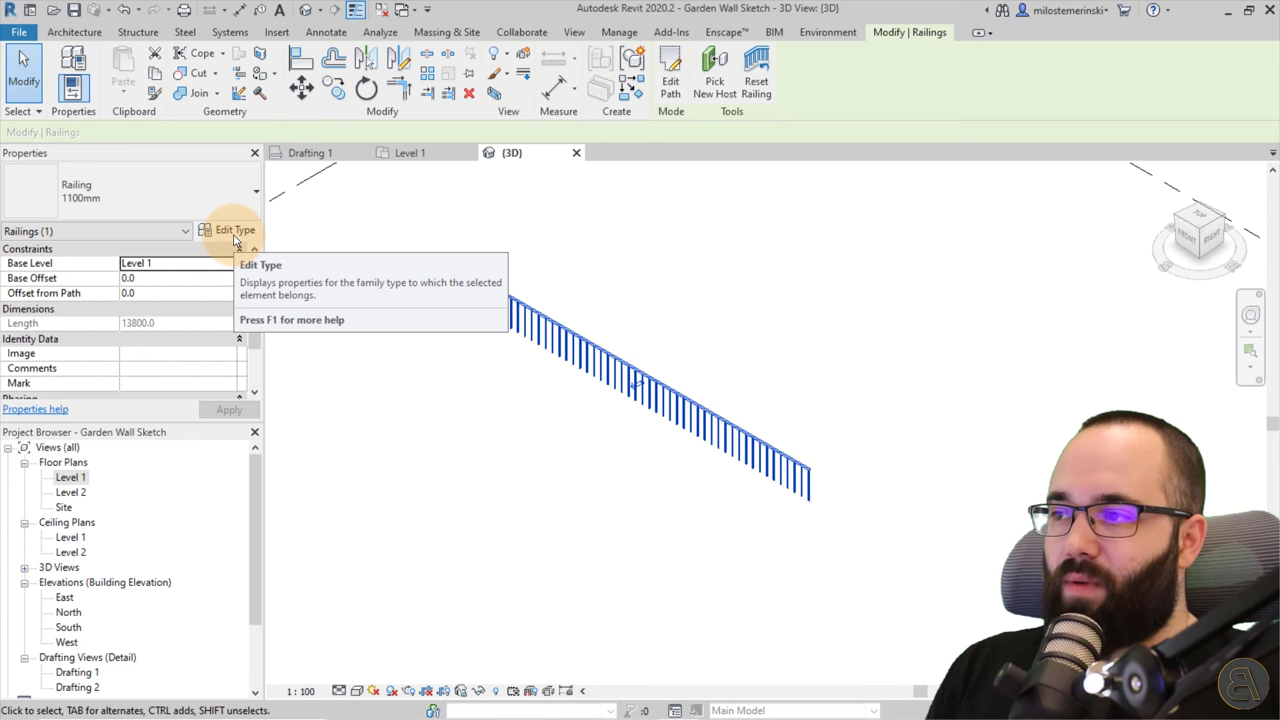 Autodesk Revit 2020.2 - Garden Wall Sketch - 3D View: {3D}
milostemerinski
File Architecture Structure Steel Systems Insert Annotate Analyze Massing & Site Collaborate View Manage Add-Ins Enscape™ BIM Environment Modify | Railings
Modify
Properties
Paste
Cope
Cut
Join
Edit Path
Pick New Host
Reset Railing
Select Properties Clipboard Geometry Modify View Measure Create Mode Tools
Modify | Railings
Properties
Drafting 1
Level 1
{3D}
Railing
1100mm
Railings (1)
Edit Type
Constraints
Base Level Level 1
Base Offset 0.0
Offset from Path 0.0
Dimensions
Length 13800.0
Identity Data
Image
Comments
Mark
Properties help
Apply
Edit Type
Displays properties for the family type to which the selected
element belongs.
Press F1 for more help
TOP
FRONT
RIGHT
Project Browser - Garden Wall Sketch
Views (all)
Floor Plans
Level 1
Level 2
Site
Ceiling Plans
Level 1
Level 2
3D Views
Elevations (Building Elevation)
East
North
South
West
Drafting Views (Detail)
Drafting 1
Drafting 2
1 : 100
Click to select, TAB for alternates, CTRL adds, SHIFT unselects.
:0
Main Model